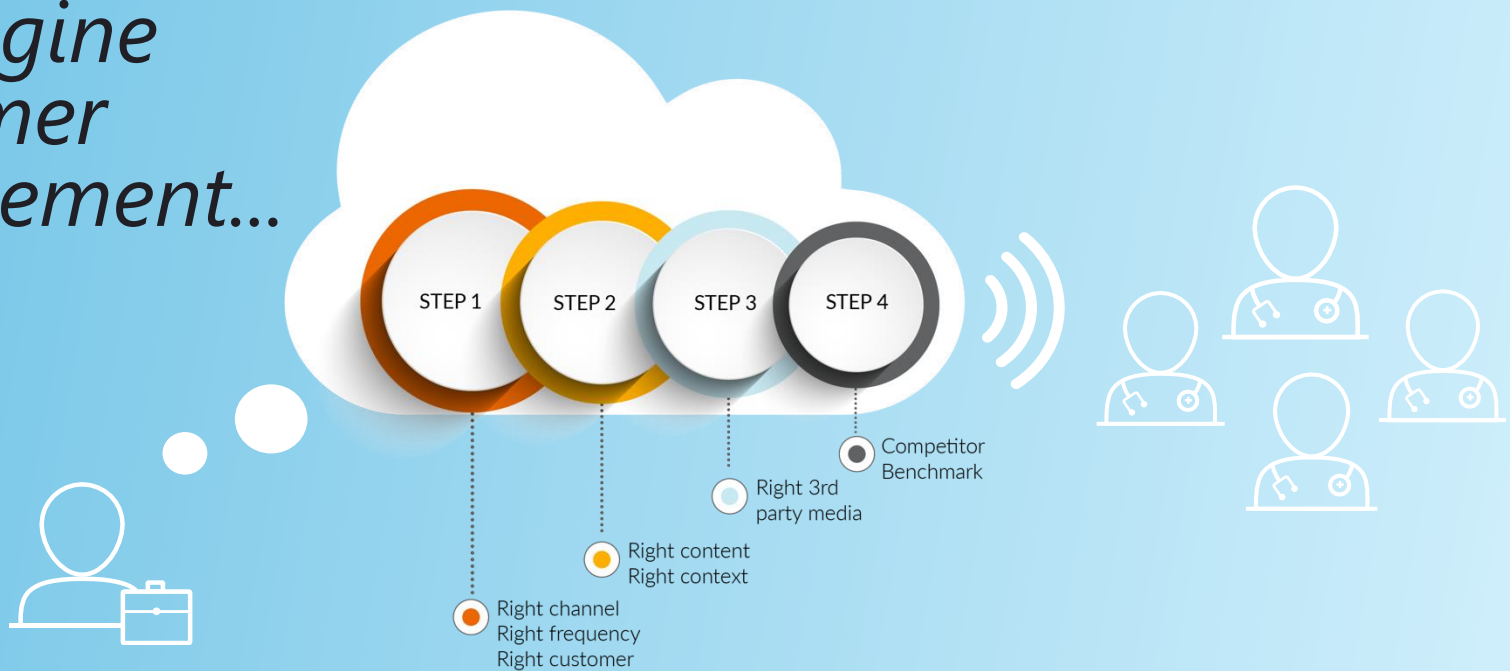 gine
mer
ement...
STEP 1
STEP 2
STEP 3
STEP 4
Competitor
Benchmark
Right 3rd
party media
Right content
Right context
Right channel
Right frequency
Right customer